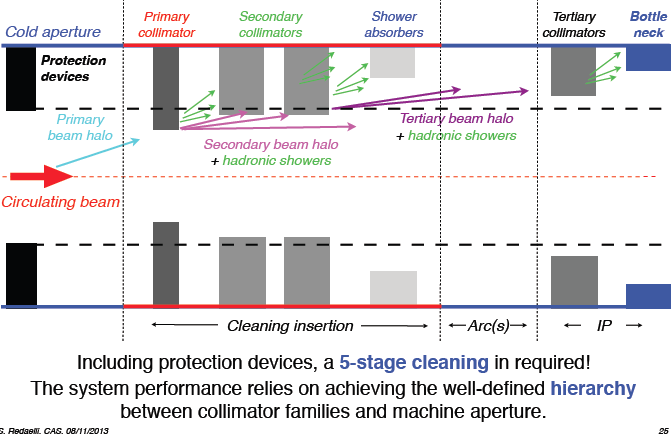 Cold aperture
Primary
collimator
Secondary
collimators
Shower
absorbers
Tertiary
collimators
Bottle
neck
Protection
devices
Primary
beam halo
Secondary beam halo
+ hadronic showers
Tertiary beam halo
+ hadronic showers
Circulating beam
Cleaning insertion
Arc(s)
IP
Including protection devices, a 5-stage cleaning in required!
The system performance relies on achieving the well-defined hierarchy
between collimator families and machine aperture.
S. Redaelli, CAS, 08/11/2013
25